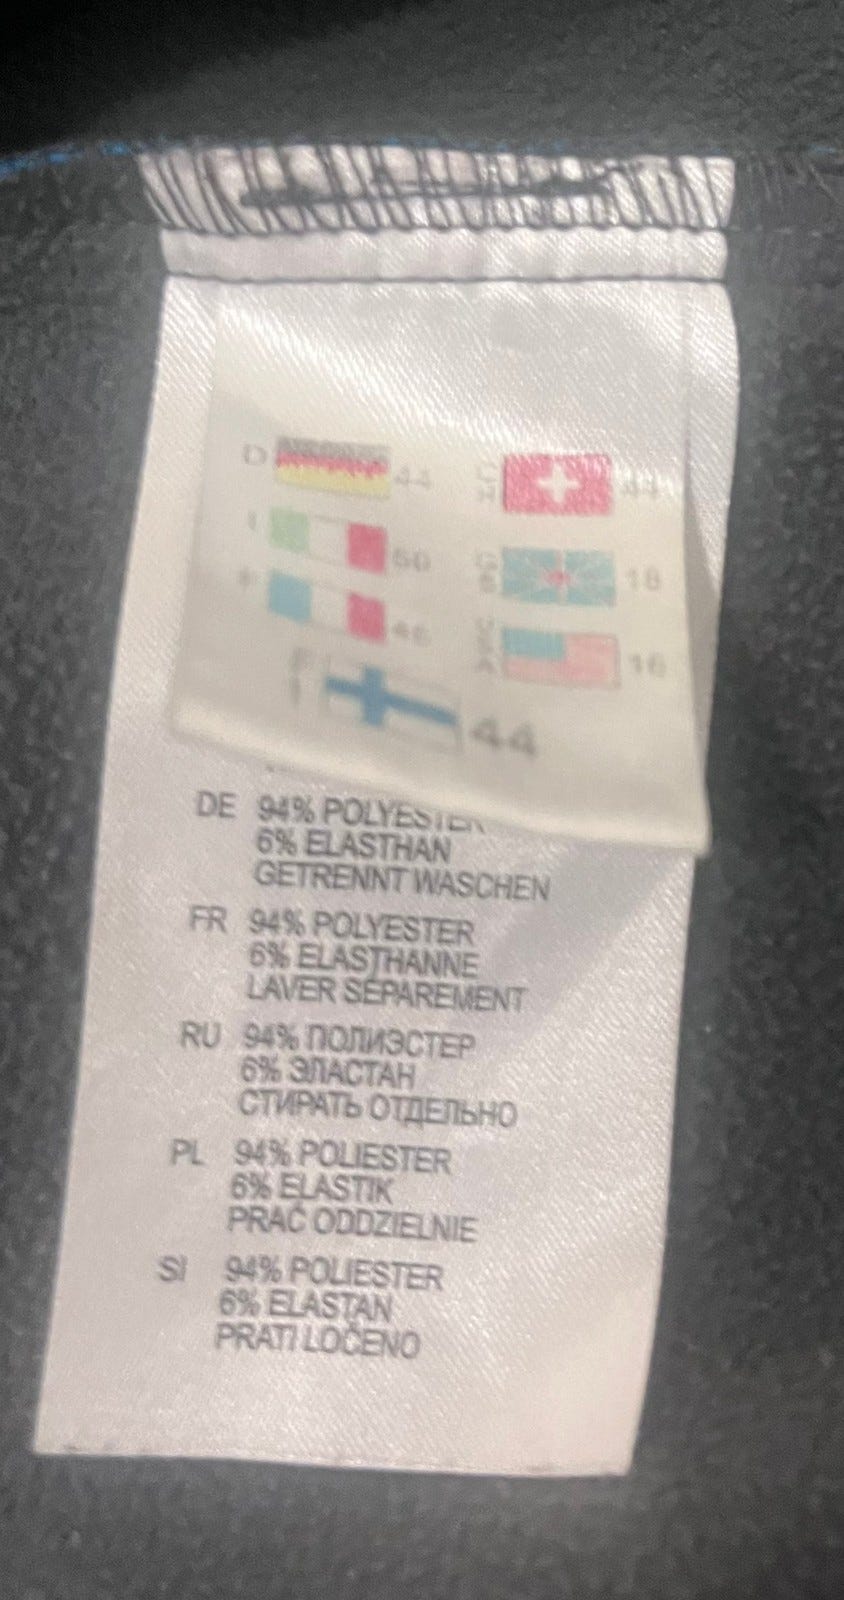 D 44 CH 44
I 50 GB 18
F 46 USA 16
FI 44
DE 94% POLYESTER
6% ELASTHAN
GETRENNT WASCHEN
FR 94% POLYESTER
6% ELASTHANNE
LAVER SÉPAREMENT
RU 94% ПОЛИЭСТЕР
6% ЭЛАСТАН
СТИРАТЬ ОТДЕЛЬНО
PL 94% POLIESTER
6% ELASTIK
PRAĆ ODDZIELNIE
SI 94% POLIESTER
6% ELASTAN
PRATI LOČENO